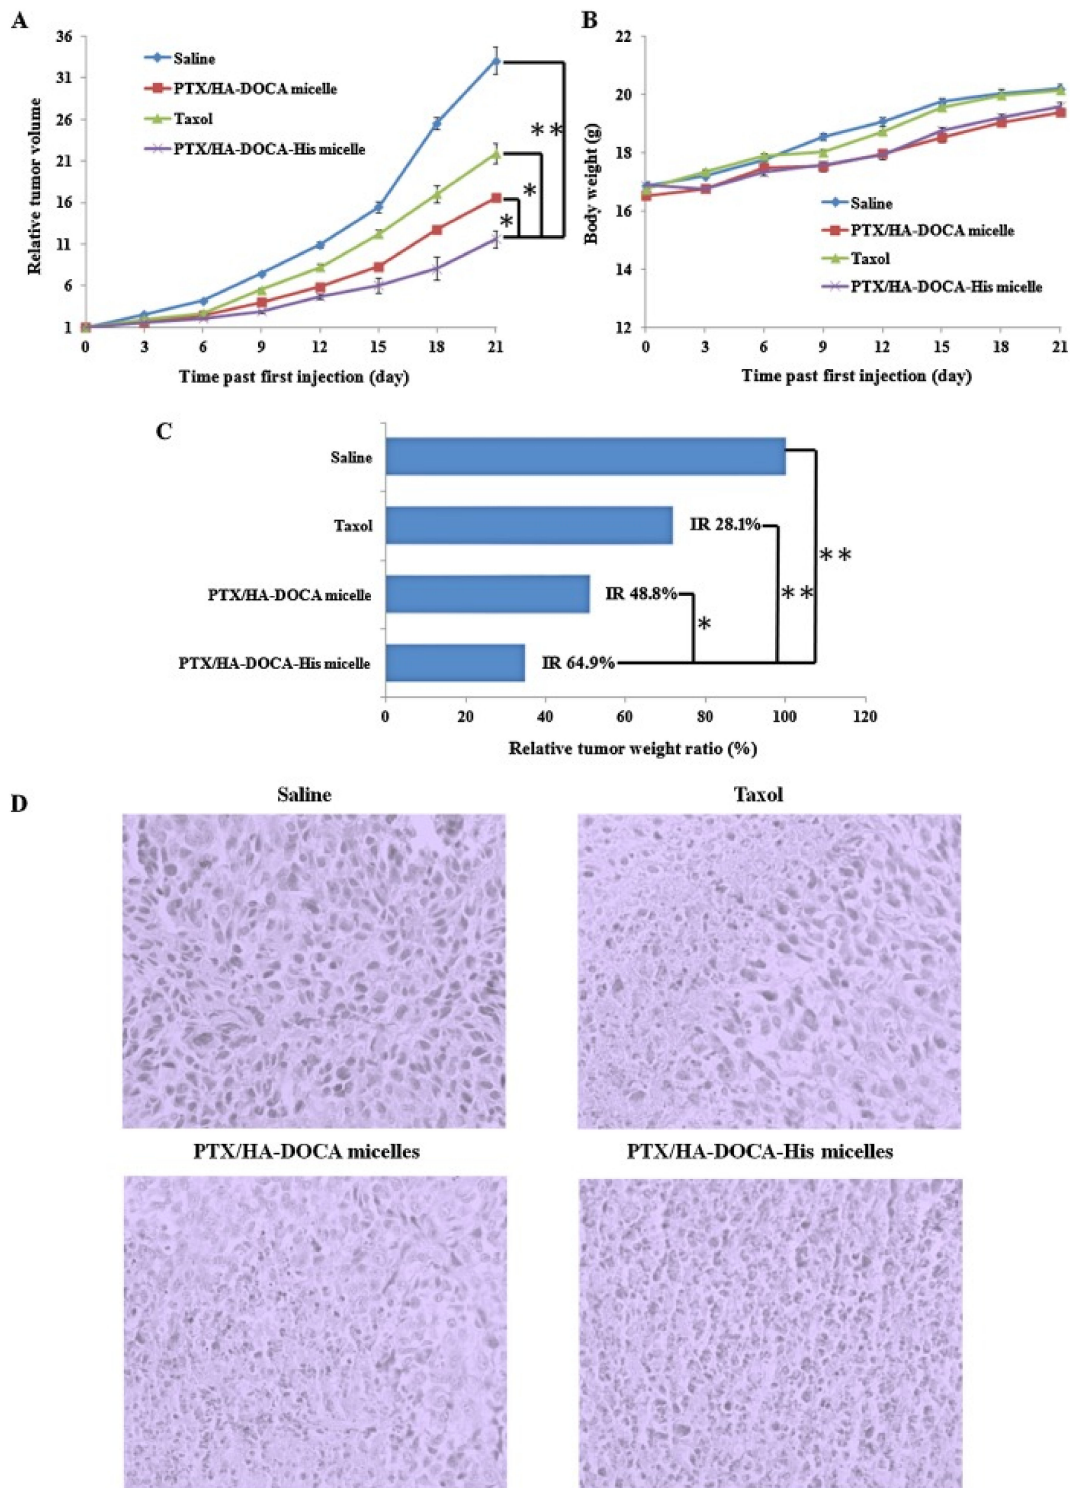 A
36
31
26
21
16
11
6
1
Relative tumor volume
Saline
PTX/HA-DOCA micelle
Taxol
PTX/HA-DOCA-His micelle
**
*
*
0 3 6 9 12 15 18 21
Time past first injection (day)
B
22
20
18
16
14
12
Body weight (g)
Saline
PTX/HA-DOCA micelle
Taxol
PTX/HA-DOCA-His micelle
0 3 6 9 12 15 18 21
Time past first injection (day)
C
Saline
Taxol IR 28.1%
**
PTX/HA-DOCA micelle IR 48.8% **
*
PTX/HA-DOCA-His micelle IR 64.9%
0 20 40 60 80 100 120
Relative tumor weight ratio (%)
D
Saline Taxol
PTX/HA-DOCA micelles PTX/HA-DOCA-His micelles